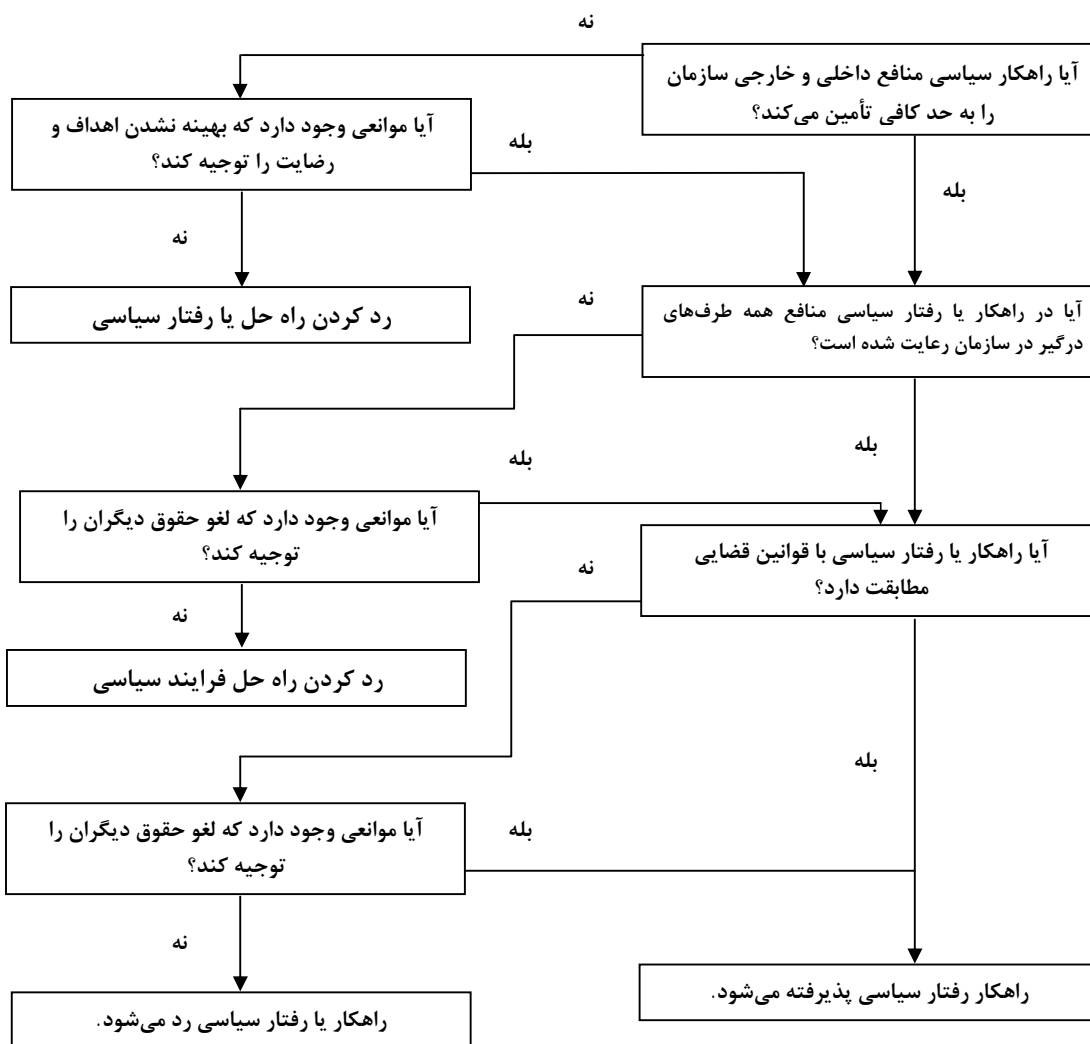 نه
آیا راهکار سیاسی منافع داخلی و خارجی سازمان
را به حد کافی تأمین می‌کند؟
آیا موانعی وجود دارد که بهینه نشدن اهداف و
رضایت را توجیه کند؟
بله
بله
نه
رد کردن راه حل یا رفتار سیاسی
نه
آیا در راهکار یا رفتار سیاسی منافع همه طرف‌های
درگیر در سازمان رعایت شده است؟
بله
بله
آیا موانعی وجود دارد که لغو حقوق دیگران را
توجیه کند؟
آیا راهکار یا رفتار سیاسی با قوانین قضایی
مطابقت دارد؟
نه
نه
رد کردن راه حل فرایند سیاسی
بله
آیا موانعی وجود دارد که لغو حقوق دیگران را
توجیه کند؟
بله
نه
راهکار رفتار سیاسی پذیرفته می‌شود.
راهکار یا رفتار سیاسی رد می‌شود.